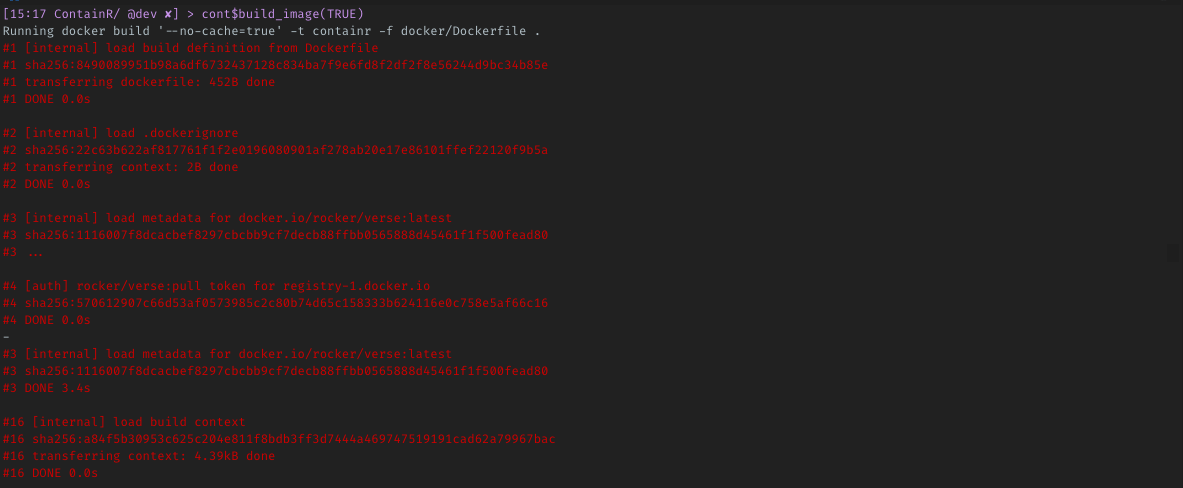 [15:17 ContainR/ @dev ✘] > cont$build_image(TRUE)
Running docker build '--no-cache=true' -t containr -f docker/Dockerfile .
#1 [internal] load build definition from Dockerfile
#1 sha256:8490089951b98a6df6732437128c834ba7f9e6fd8f2df2f8e56244d9bc34b85e
#1 transferring dockerfile: 452B done
#1 DONE 0.0s
#2 [internal] load .dockerignore
#2 sha256:22c63b622af817761f1f2e0196080901af278ab20e17e86101ffef22120f9b5a
#2 transferring context: 2B done
#2 DONE 0.0s
#3 [internal] load metadata for docker.io/rocker/verse:latest
#3 sha256:1116007f8dcacbef8297cbcbb9cf7decb88ffbb0565888d45461f1f500fead80
#3 ...
#4 [auth] rocker/verse:pull token for registry-1.docker.io
#4 sha256:570612907c66d53af0573985c2c80b74d65c158333b624116e0c758e5af66c16
#4 DONE 0.0s
-
#3 [internal] load metadata for docker.io/rocker/verse:latest
#3 sha256:1116007f8dcacbef8297cbcbb9cf7decb88ffbb0565888d45461f1f500fead80
#3 DONE 3.4s
#16 [internal] load build context
#16 sha256:a84f5b30953c625c204e811f8bdb3ff3d7444a469747519191cad62a79967bac
#16 transferring context: 4.39kB done
#16 DONE 0.0s